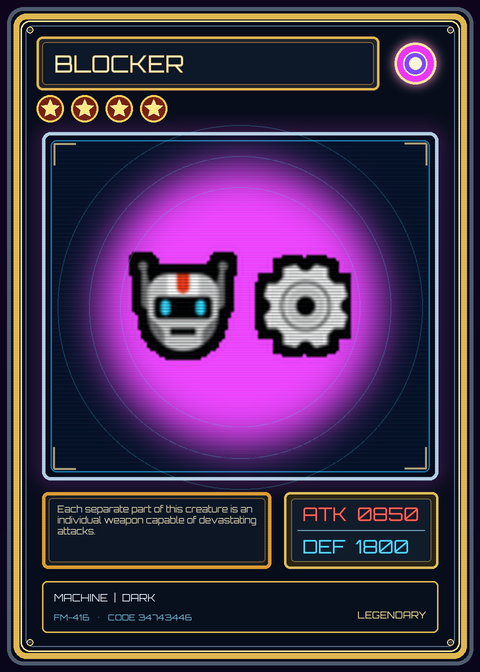 BLOCKER
Each separate part of this creature is an
individual weapon capable of devastating
attacks.
ATK 0850
DEF 1800
MACHINE | DARK
FM-416 · CODE 34743446
LEGENDARY